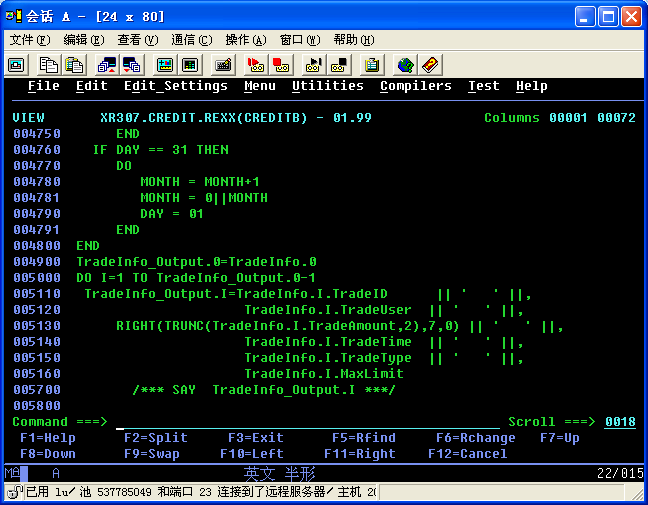 会话 A - [24 x 80]
文件(F) 编辑(E) 查看(V) 通信(C) 操作(A) 窗口(W) 帮助(H)
File Edit Edit_Settings Menu Utilities Compilers Test Help
VIEW XR307.CREDIT.REXX(CREDITB) - 01.99 Columns 00001 00072
004750 END
004760 IF DAY == 31 THEN
004770 DO
004780 MONTH = MONTH+1
004781 MONTH = 0||MONTH
004790 DAY = 01
004791 END
004800 END
004900 TradeInfo_Output.0=TradeInfo.0
005000 DO I=1 TO TradeInfo_Output.0-1
005110 TradeInfo_Output.I=TradeInfo.I.TradeID || ' ' ||,
005120 TradeInfo.I.TradeUser || ' ' ||,
005130 RIGHT(TRUNC(TradeInfo.I.TradeAmount,2),7,0) || ' ' ||,
005140 TradeInfo.I.TradeTime || ' ' ||,
005150 TradeInfo.I.TradeType || ' ' ||,
005160 TradeInfo.I.MaxLimit
005700 /*** SAY TradeInfo_Output.I ***/
005800
Command ===> Scroll ===> 0018
F1=Help F2=Split F3=Exit F5=Rfind F6=Rchange F7=Up
F8=Down F9=Swap F10=Left F11=Right F12=Cancel
MA A 英文 半形 22/015
已用 lu/池 537785049 和端口 23 连接到了远程服务器/主机 20